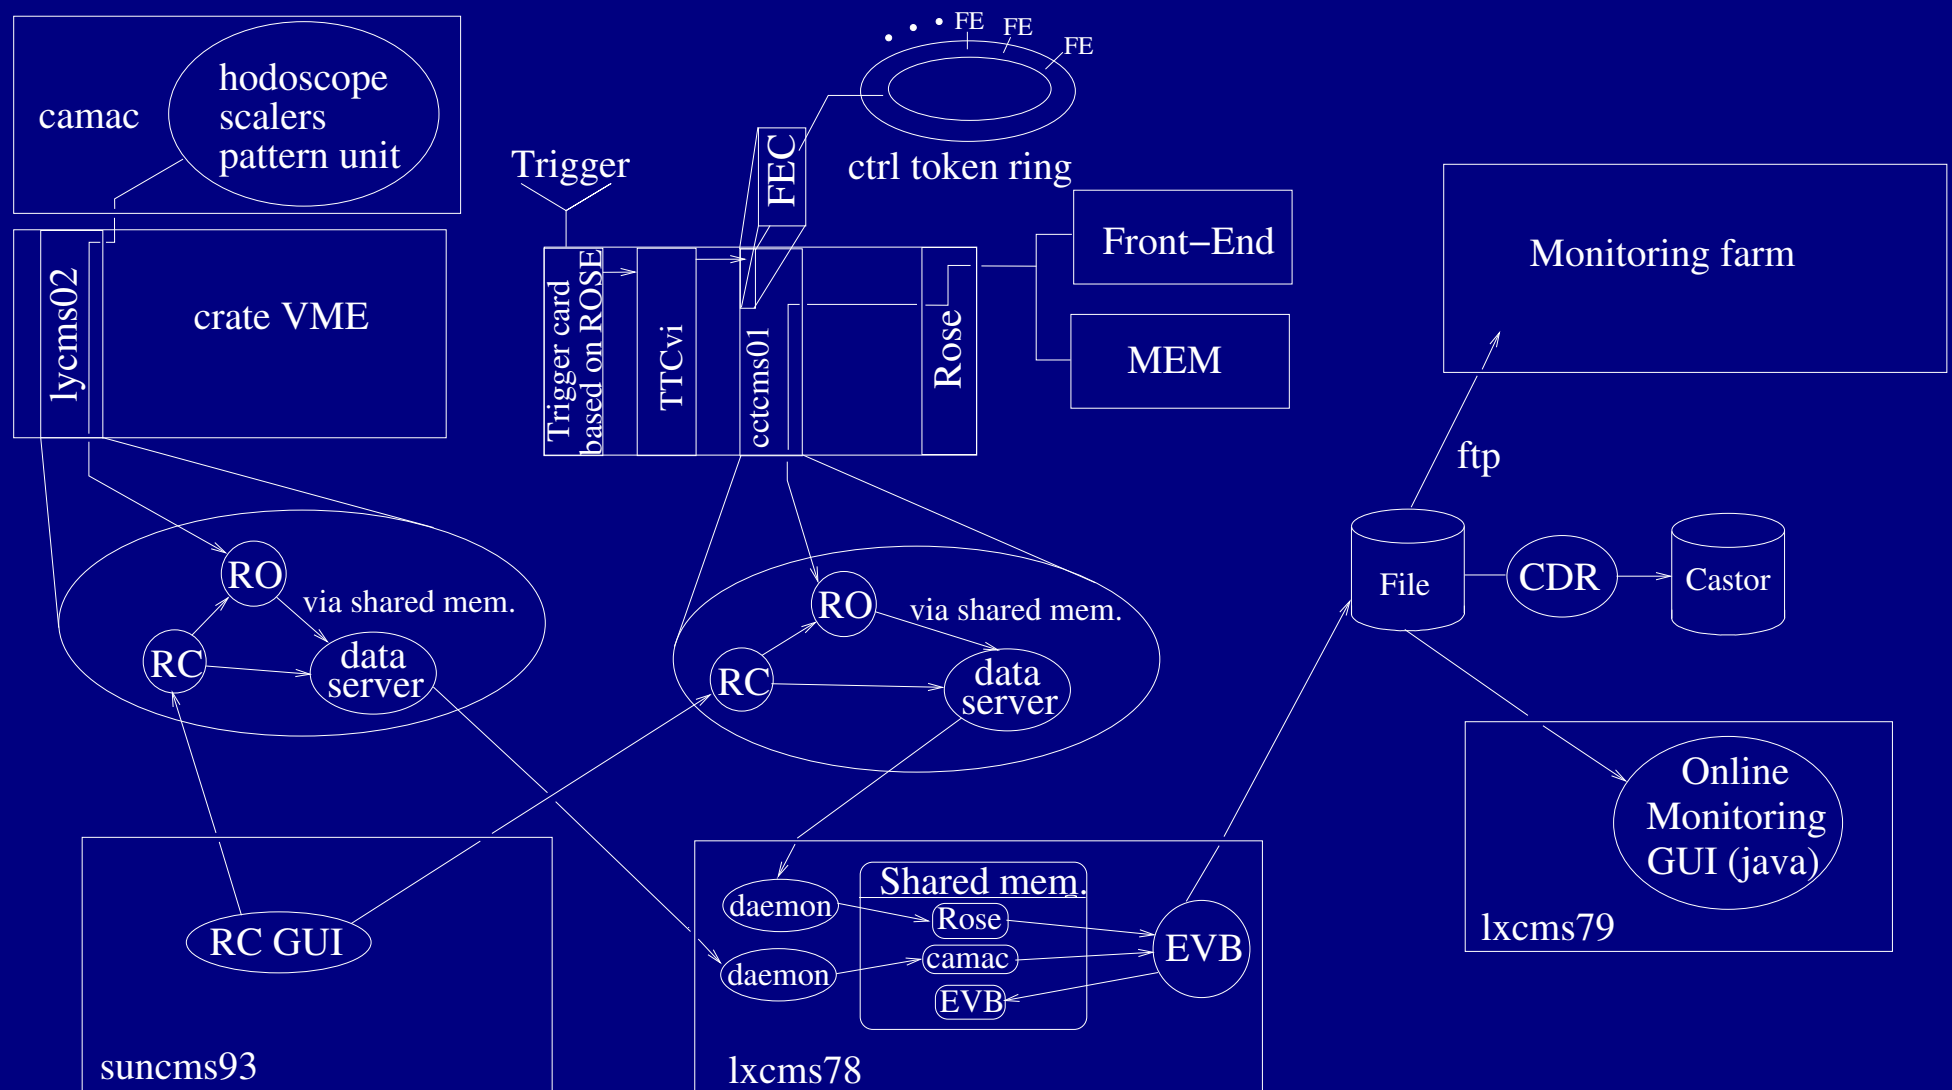 camac
hodoscope
scalers
pattern unit
lycms02
crate VME
Trigger
FEC
FE
FE
FE
ctrl token ring
Trigger card
based on ROSE
TTCvi
cctcms01
Rose
Front−End
MEM
Monitoring farm
ftp
RO
via shared mem.
RC
data
server
RO
via shared mem.
RC
data
server
File
CDR
Castor
RC GUI
suncms93
daemon
daemon
Shared mem.
Rose
camac
EVB
EVB
lxcms78
Online
Monitoring
GUI (java)
lxcms79